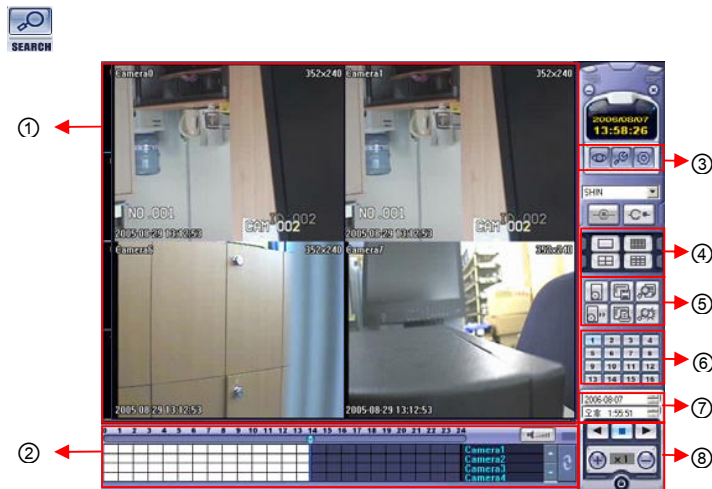 SEARCH
Camera0 352x240
Camera1 352x240
2006/08/07
13:58:26
①
③
SHIN
NO.001
CAM 002
2005-08-29 13:12:53
NO.002
CAM 002
2005-08-29 13:12:53
Camera6 352x240
Camera7 352x240
④
⑤
1 2 3 4
5 6 7 8
9 10 11 12
13 14 15 16
⑥
2006-08-07
오후 1:55:51
⑦
2005-08-29 13:12:53
2005-08-29 13:12:53
②
0 1 2 3 4 5 6 7 8 9 10 11 12 13 14 15 16 17 18 19 20 21 22 23 24
Camera1
Camera2
Camera3
Camera4
x1
⑧